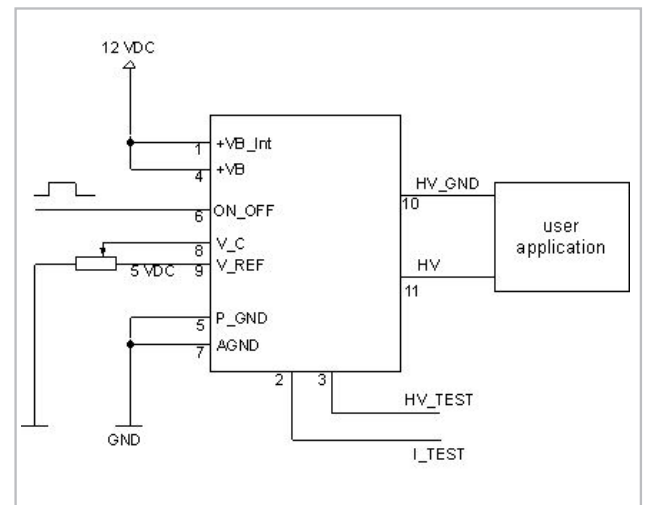 12 VDC
+VB_Int
1
+VB
4
HV_GND
10
ON_OFF
6
user
application
V_C
8
5 VDC
V_REF
9
HV
11
P_GND
5
AGND
7
2
3
HV_TEST
GND
I_TEST